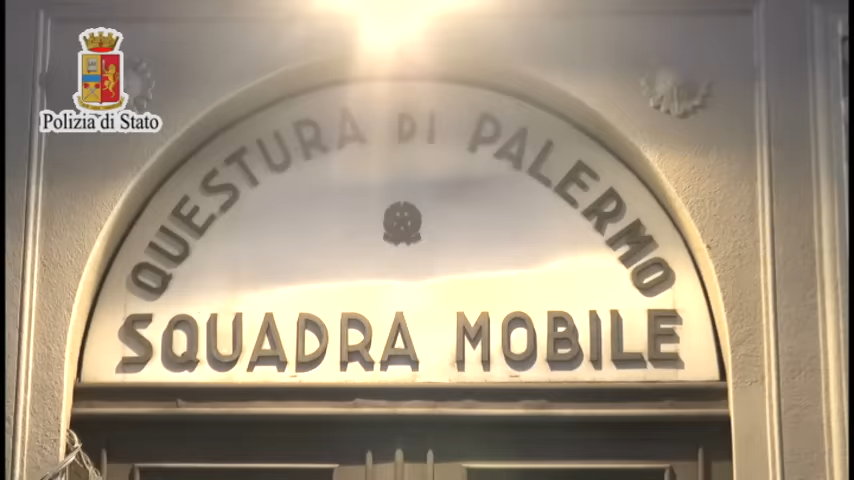 Polizia di Stato
QUESTURA DI PALERMO
SQUADRA MOBILE